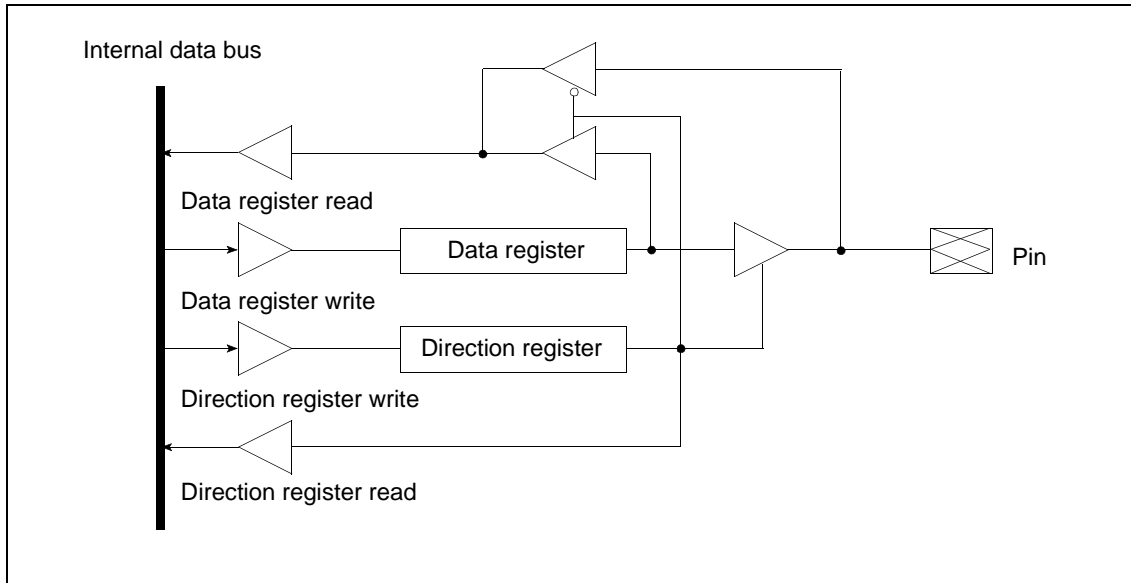 Internal data bus
Data register read
Data register
Pin
Data register write
Direction register
Direction register write
Direction register read